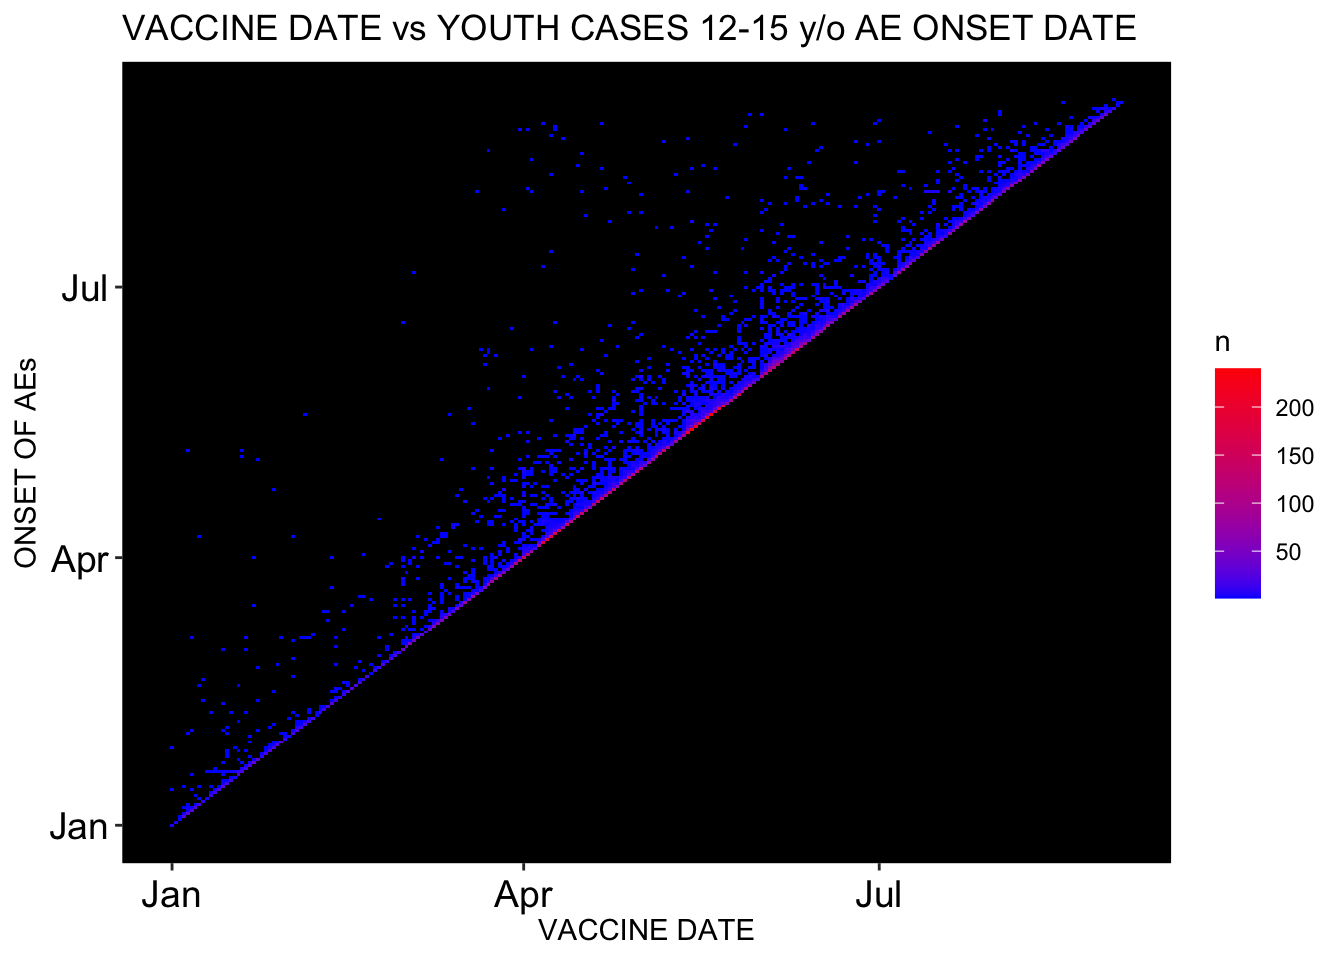 VACCINE DATE vs YOUTH CASES 12-15 y/o AE ONSET DATE
ONSET OF AEs
Jul
Apr
Jan
Jan
Apr
Jul
VACCINE DATE
n
200
150
100
50